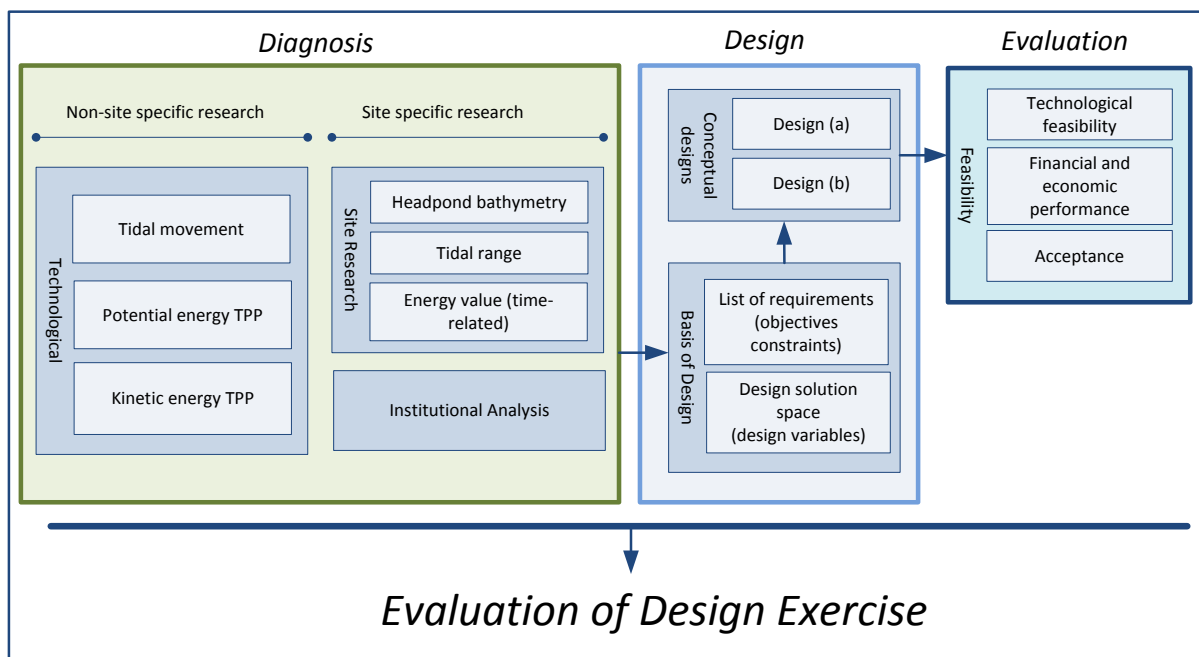 Diagnosis
Non-site specific research
Site specific research
Technological
Tidal movement
Potential energy TPP
Kinetic energy TPP
Site Research
Headpond bathymetry
Tidal range
Energy value (time-
related)
Institutional Analysis
Design
Conceptual
designs
Design (a)
Design (b)
Basis of Design
List of requirements
(objectives
constraints)
Design solution
space
(design variables)
Evaluation
Feasibility
Technological
feasibility
Financial and
economic
performance
Acceptance
Evaluation of Design Exercise